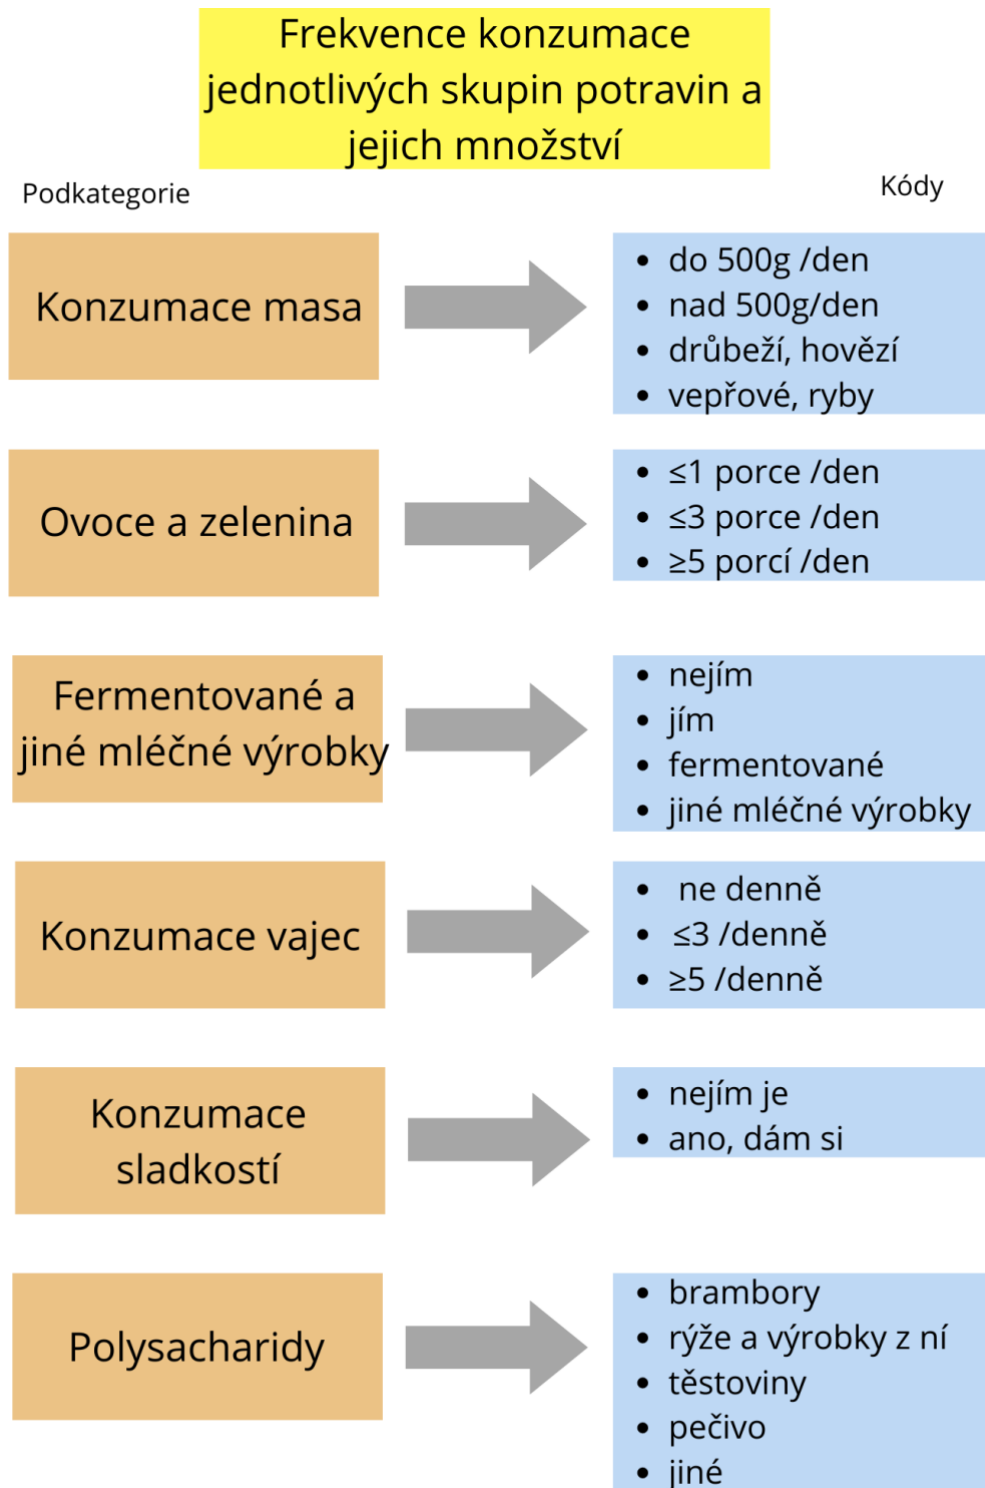 Frekvence konzumace
jednotlivých skupin potravin a
jejich množství
Podkategorie
Kódy
Konzumace masa
• do 500g /den
• nad 500g/den
• drůbeží, hovězí
• vepřové, ryby
Ovoce a zelenina
• ≤1 porce /den
• ≤3 porce /den
• ≥5 porcí /den
Fermentované a
jiné mléčné výrobky
• nejím
• jím
• fermentované
• jiné mléčné výrobky
Konzumace vajec
• ne denně
• ≤3 /denně
• ≥5 /denně
Konzumace
sladkostí
• nejím je
• ano, dám si
Polysacharidy
• brambory
• rýže a výrobky z ní
• těstoviny
• pečivo
• jiné